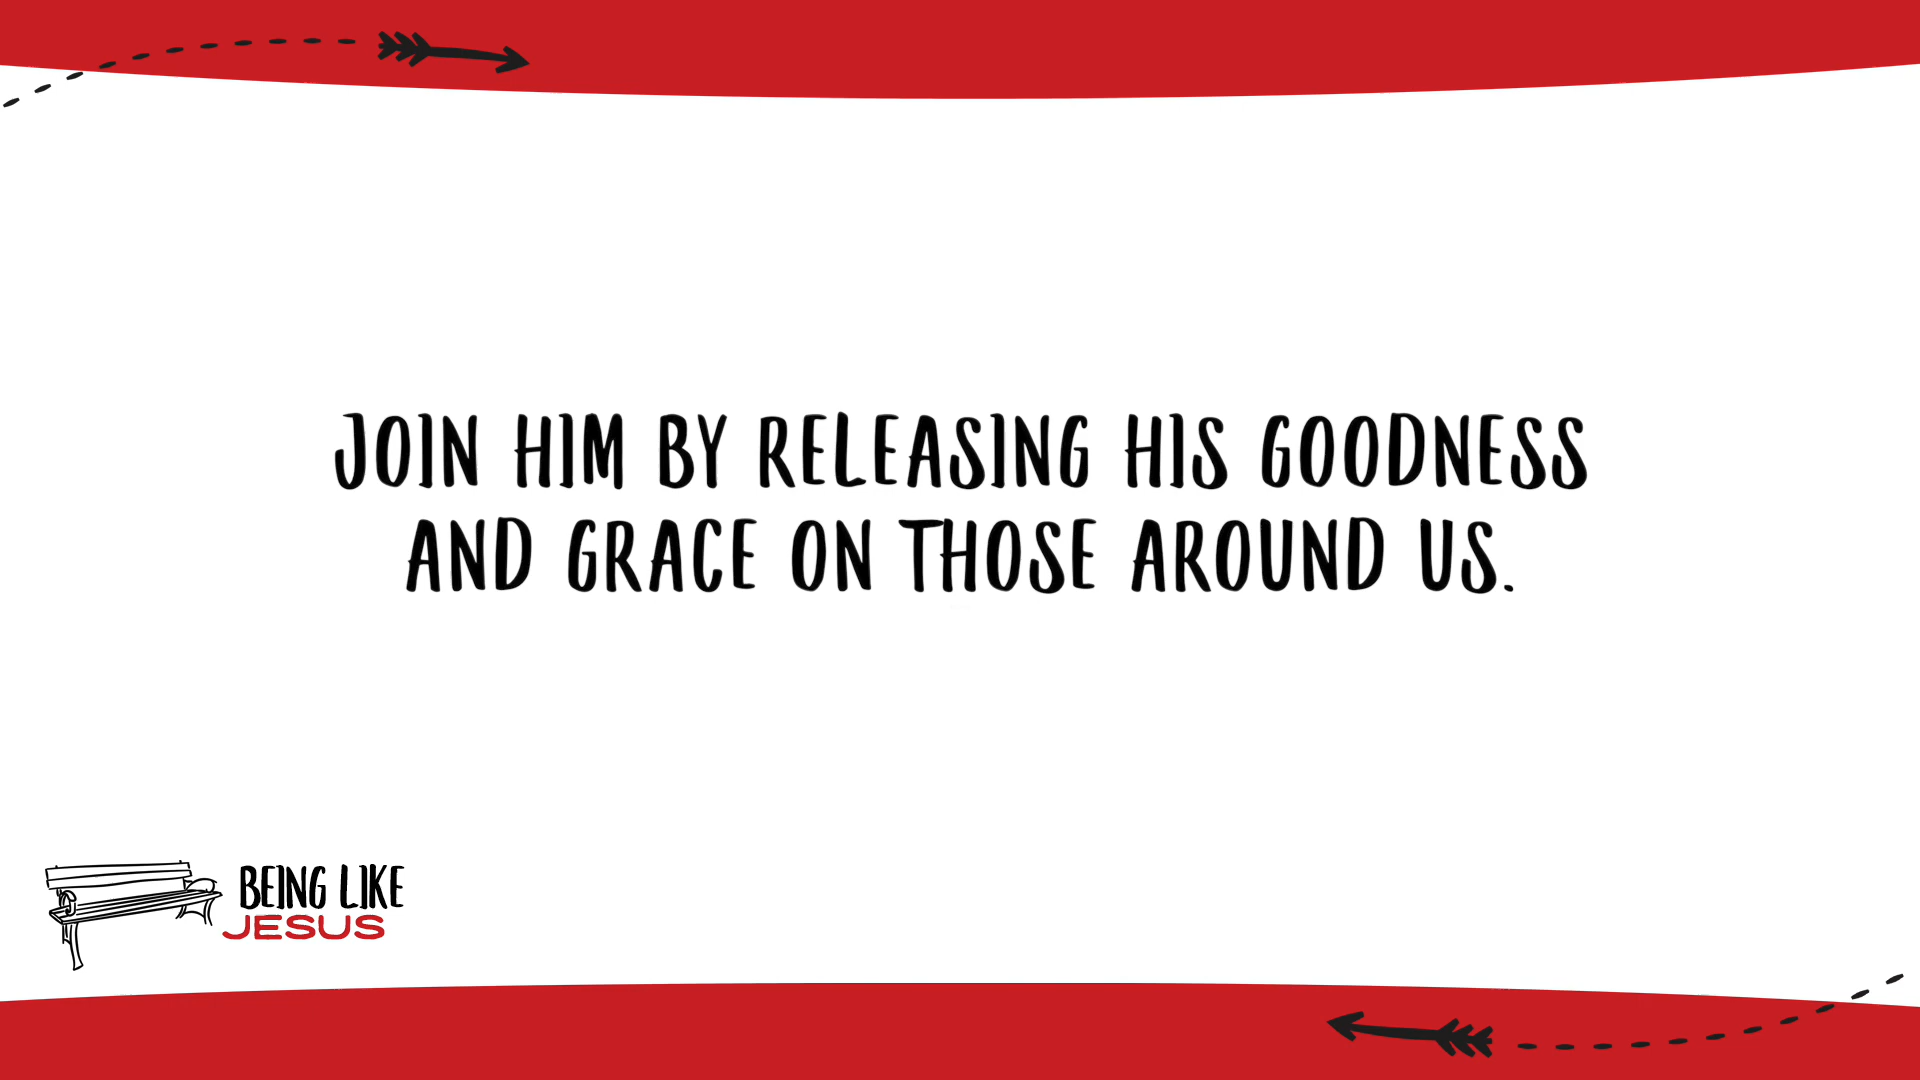 JOIN HIM BY RELEASING HIS GOODNESS
AND GRACE ON THOSE AROUND US.
BEING LIKE
JESUS